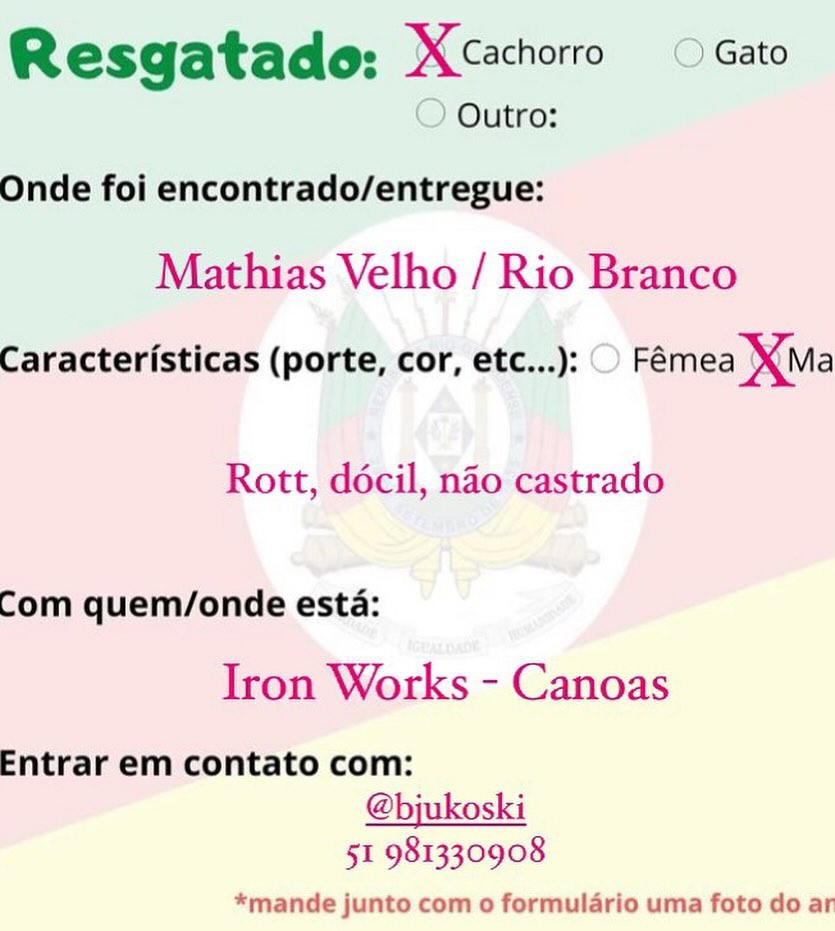 Resgatado: X Cachorro Gato
Outro:
Onde foi encontrado/entregue:
Mathias Velho / Rio Branco
Características (porte, cor, etc...): Fêmea X Ma
Rott, dócil, não castrado
Com quem/onde está:
IGUALDADE HUMANIDADE
Iron Works - Canoas
Entrar em contato com:
@bjukoski
51 981330908
*mande junto com o formulário uma foto do an